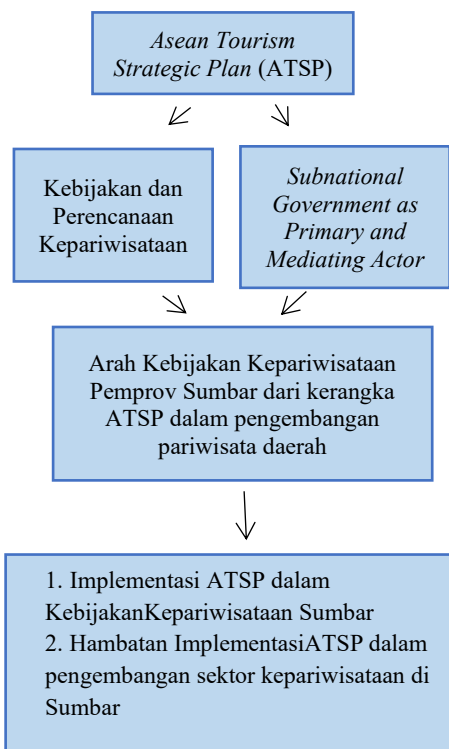 Asean Tourism
Strategic Plan (ATSP)
Kebijakan dan
Perencanaan
Kepariwisataan
Subnational
Government as
Primary and
Mediating Actor
Arah Kebijakan Kepariwisataan
Pemprov Sumbar dari kerangka
ATSP dalam pengembangan
pariwisata daerah
1. Implementasi ATSP dalam
KebijakanKepariwisataan Sumbar
2. Hambatan ImplementasiATSP dalam
pengembangan sektor kepariwisataan di
Sumbar